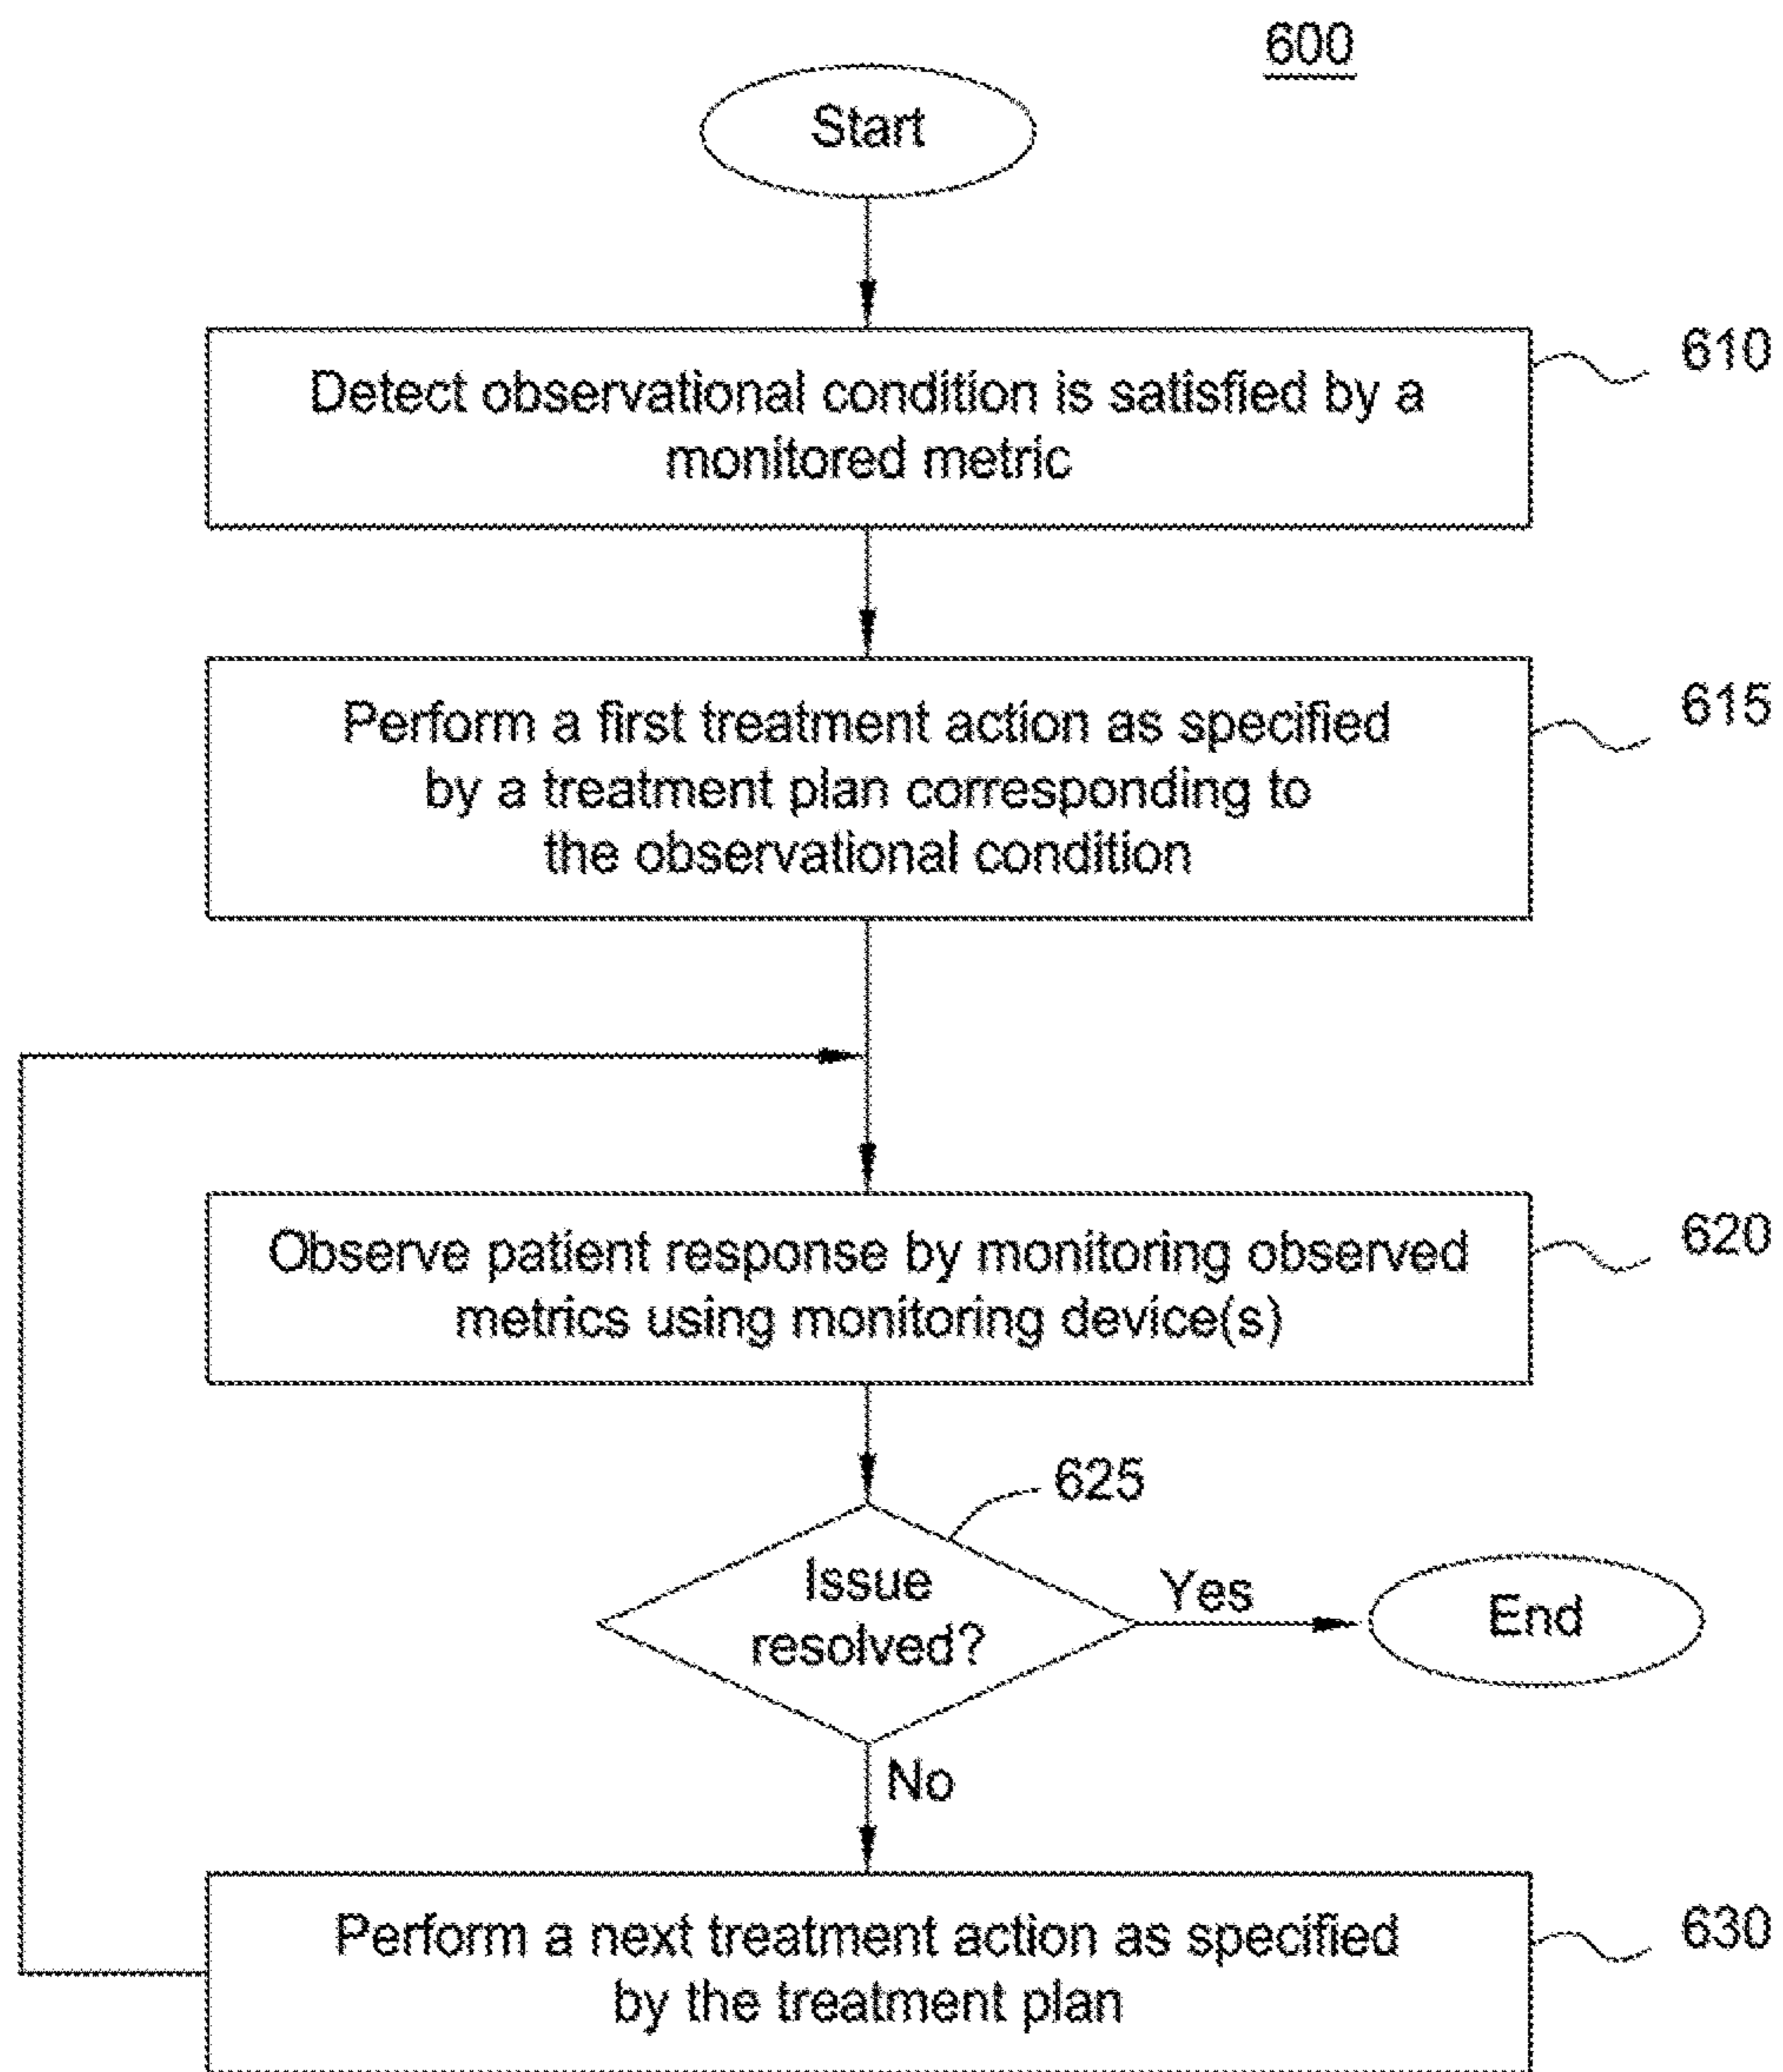 600
Start
610
Detect observational condition is satisfied by a
monitored metric
615
Perform a first treatment action as specified
by a treatment plan corresponding to
the observational condition
620
Observe patient response by monitoring observed
metrics using monitoring device(s)
625
Issue
resolved?
Yes
End
No
630
Perform a next treatment action as specified
by the treatment plan